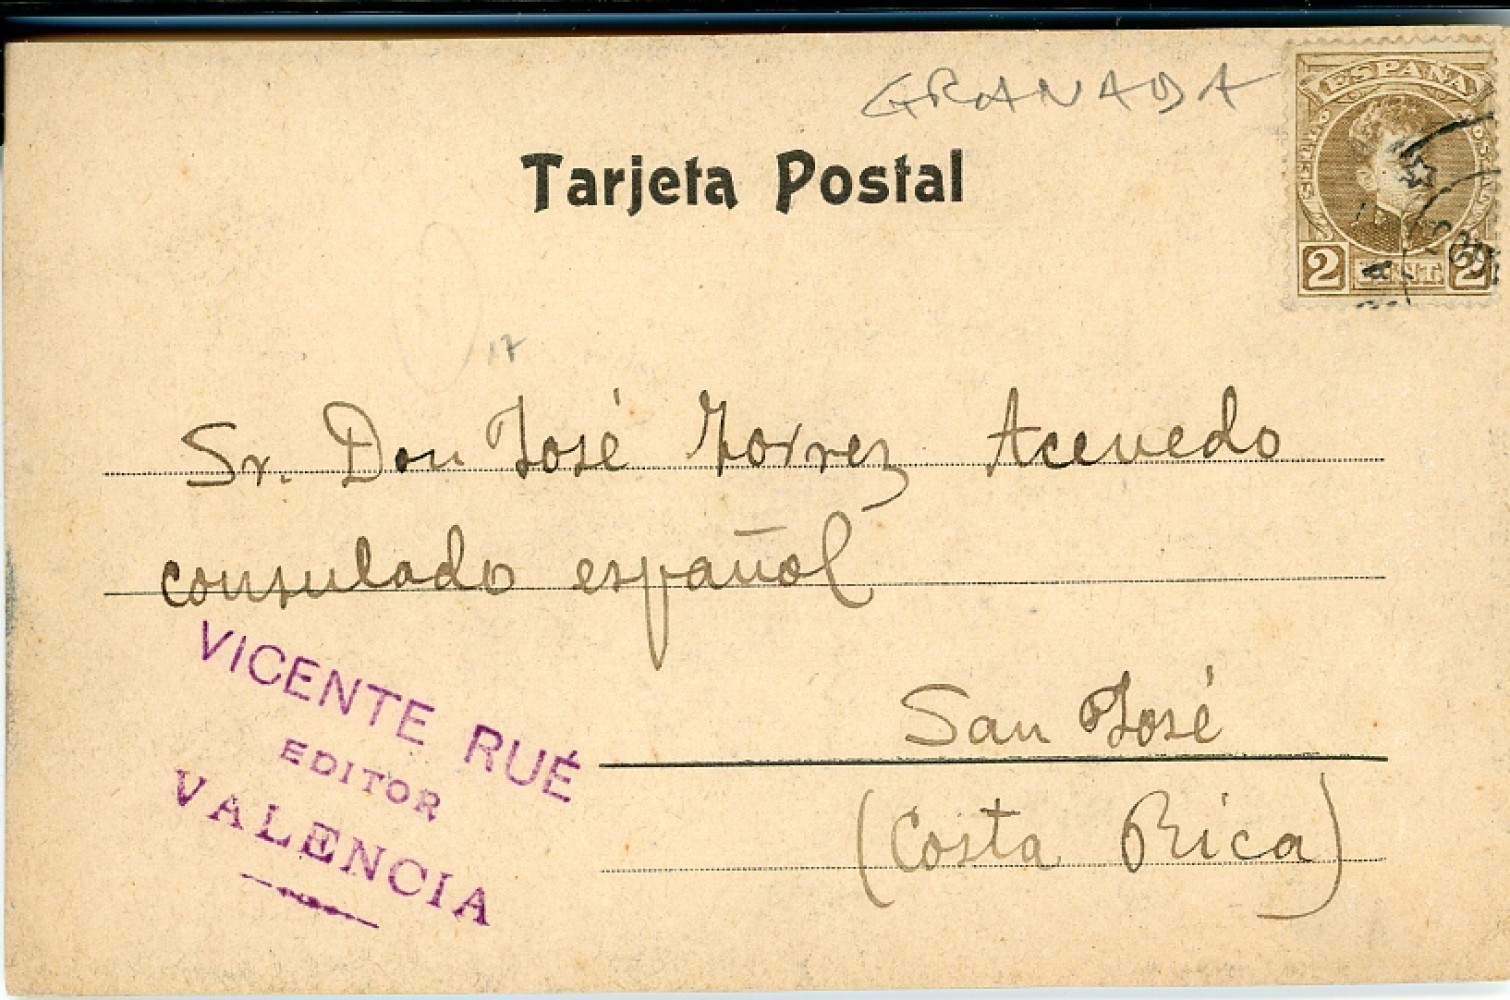 GRANADA
ESPAÑA
2 CENT. 2
Tarjeta Postal
17
Sr. Don José Torrez Acevedo
consulado español
San José
(Costa Rica)
VICENTE RUÉ
EDITOR
VALENCIA